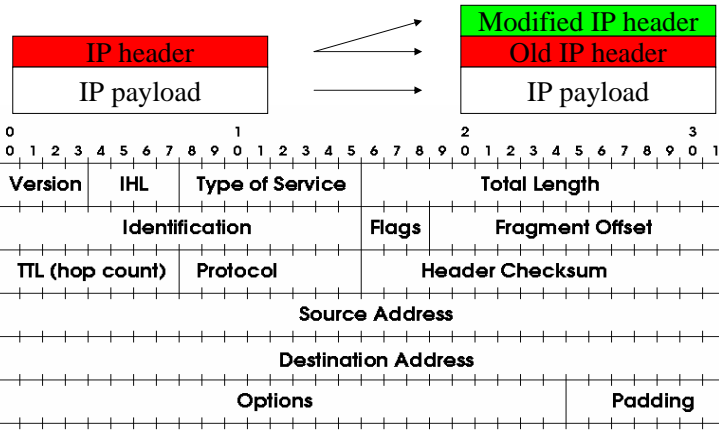 Modified IP header
IP header Old IP header
IP payload IP payload
0 1 2 3
0 1 2 3 4 5 6 7 8 9 0 1 2 3 4 5 6 7 8 9 0 1 2 3 4 5 6 7 8 9 0 1
Version IHL Type of Service Total Length
Identification Flags Fragment Offset
TTL (hop count) Protocol Header Checksum
Source Address
Destination Address
Options Padding